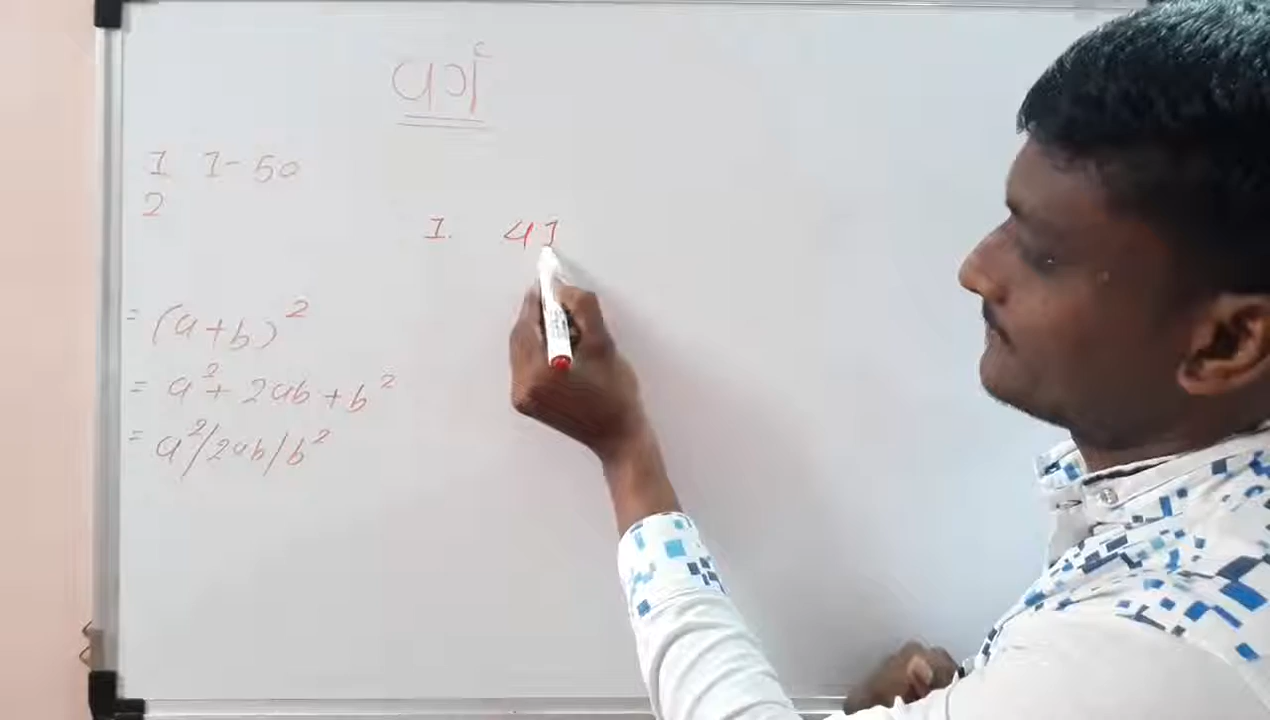 वर्ग
1 1-50
2
1. 41
= (a+b)²
= a²+2ab+b²
= a²/2ab/b²